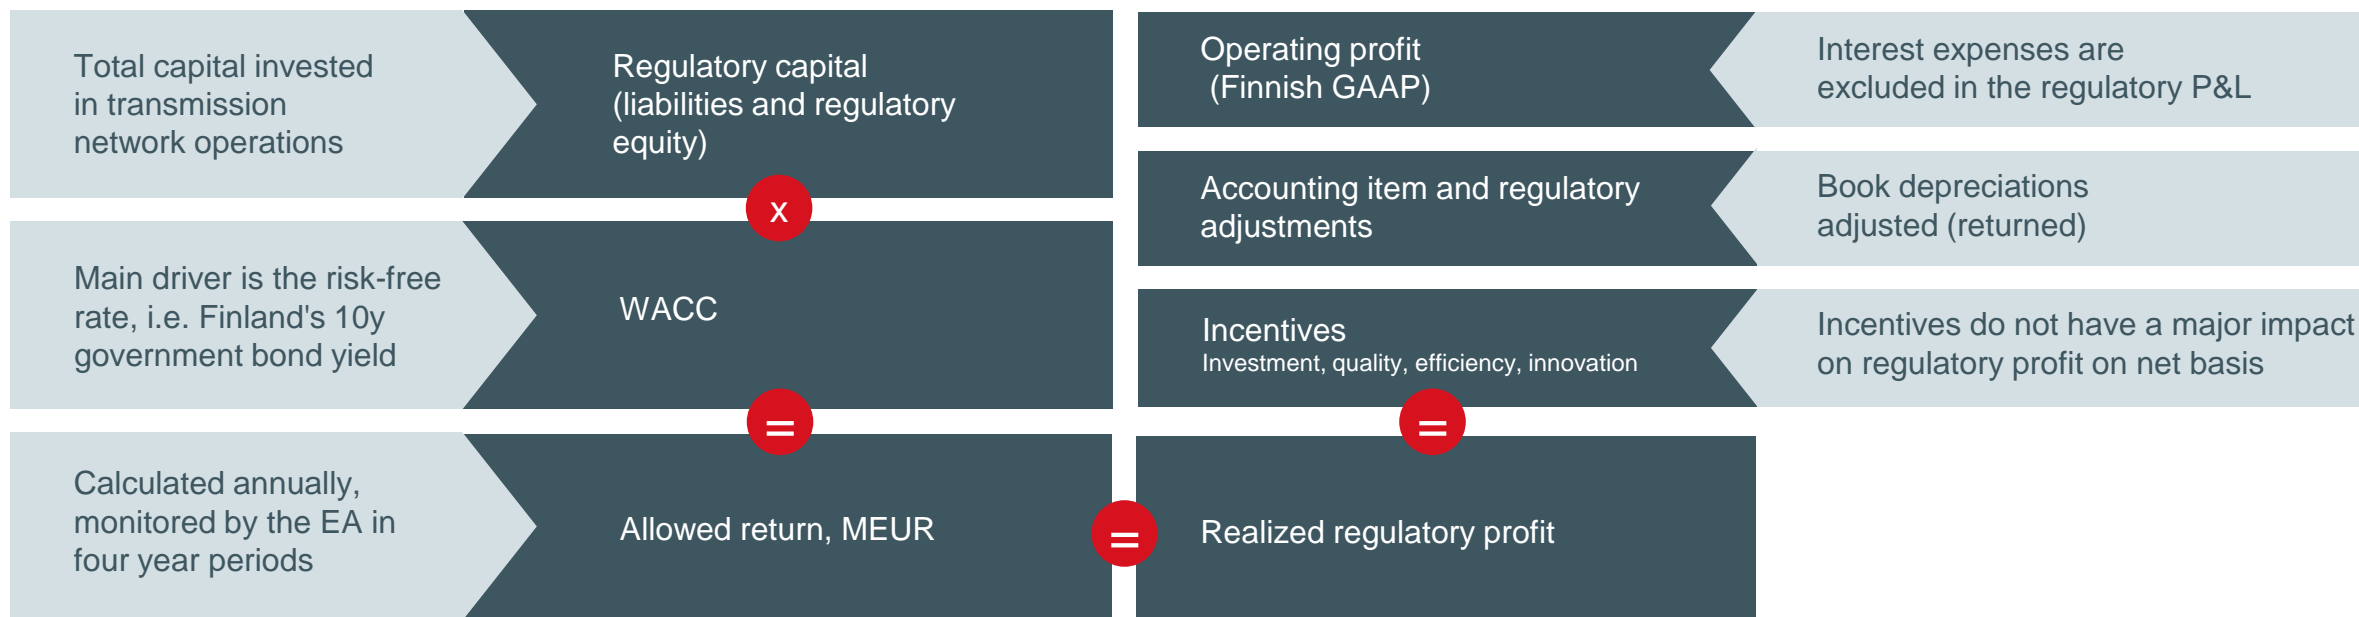 Total capital invested
in transmission
network operations
Regulatory capital
(liabilities and regulatory
equity)
x
Main driver is the risk-free
rate, i.e. Finland's 10y
government bond yield
WACC
=
Calculated annually,
monitored by the EA in
four year periods
Allowed return, MEUR
=
Operating profit
(Finnish GAAP)
Interest expenses are
excluded in the regulatory P&L
Accounting item and regulatory
adjustments
Book depreciations
adjusted (returned)
Incentives
Investment, quality, efficiency, innovation
Incentives do not have a major impact
on regulatory profit on net basis
=
Realized regulatory profit